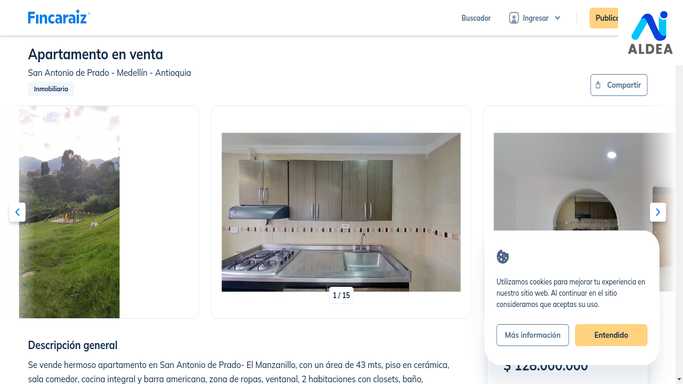 Fincaraíz
Buscador
Ingresar
Publica
ALDEA
Apartamento en venta
San Antonio de Prado - Medellín - Antioquia
Inmobiliario
Compartir
1 / 15
Utilizamos cookies para mejorar tu experiencia en
nuestro sitio web. Al continuar en el sitio
consideramos que aceptas su uso.
Más información
Entendido
$ 128.000.000
Descripción general
Se vende hermoso apartamento en San Antonio de Prado- El Manzanillo, con un área de 43 mts, piso en cerámica,
sala comedor, cocina integral y barra americana, zona de ropas, ventanal, 2 habitaciones con closets, baño,